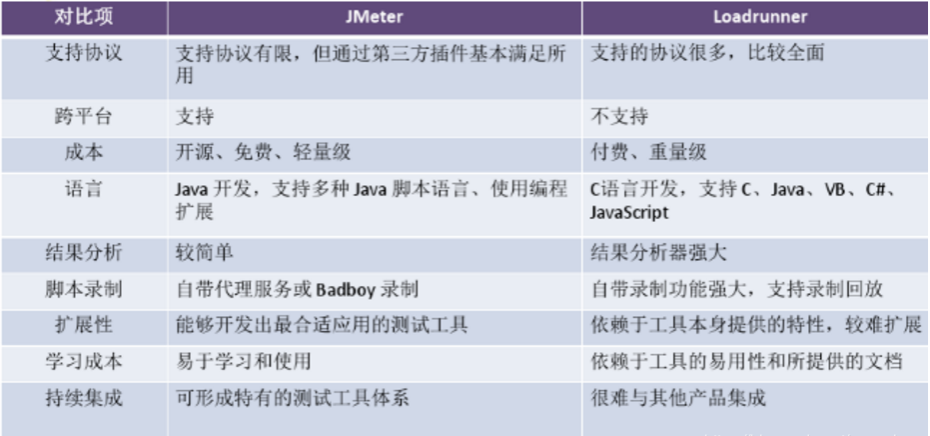 对比项 JMeter Loadrunner
支持协议 支持协议有限，但通过第三方插件基本满足所 支持的协议很多，比较全面
用
跨平台 支持 不支持
成本 开源、免费、轻量级 付费、重量级
语言 Java 开发，支持多种 Java 脚本语言、使用编程 C语言开发，支持 C、Java、VB、C#、
扩展 JavaScript
结果分析 较简单 结果分析器强大
脚本录制 自带代理服务或 Badboy 录制 自带录制功能强大，支持录制回放
扩展性 能够开发出最合适应用的测试工具 依赖于工具本身提供的特性，较难扩展
学习成本 易于学习和使用 依赖于工具的易用性和所提供的文档
持续集成 可形成特有的测试工具体系 很难与其他产品集成